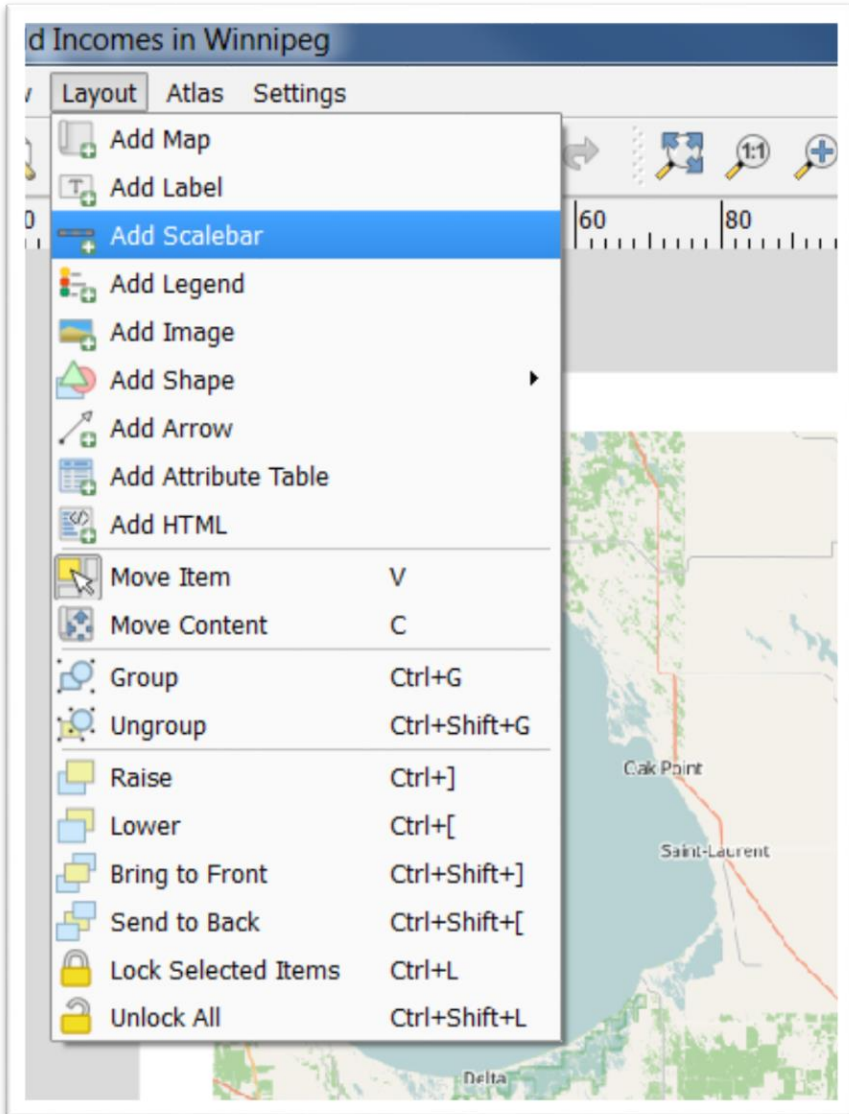 d Incomes in Winnipeg
Layout Atlas Settings
Add Map
Add Label
1:1
0 60 80
Add Scalebar
Add Legend
Add Image
Add Shape
Add Arrow
Add Attribute Table
Add HTML
Move Item V
Move Content C
Group Ctrl+G
Ungroup Ctrl+Shift+G
Raise Ctrl+]
Oak Point
Lower Ctrl+[
Saint-Laurent
Bring to Front Ctrl+Shift+]
Send to Back Ctrl+Shift+[
Lock Selected Items Ctrl+L
Unlock All Ctrl+Shift+L
Delta